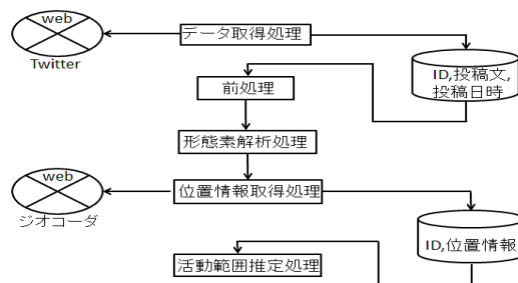 web
データ取得処理
Twitter
ID,投稿文,
投稿日時
前処理
形態素解析処理
web
位置情報取得処理
ジオコーダ
ID,位置情報
活動範囲推定処理